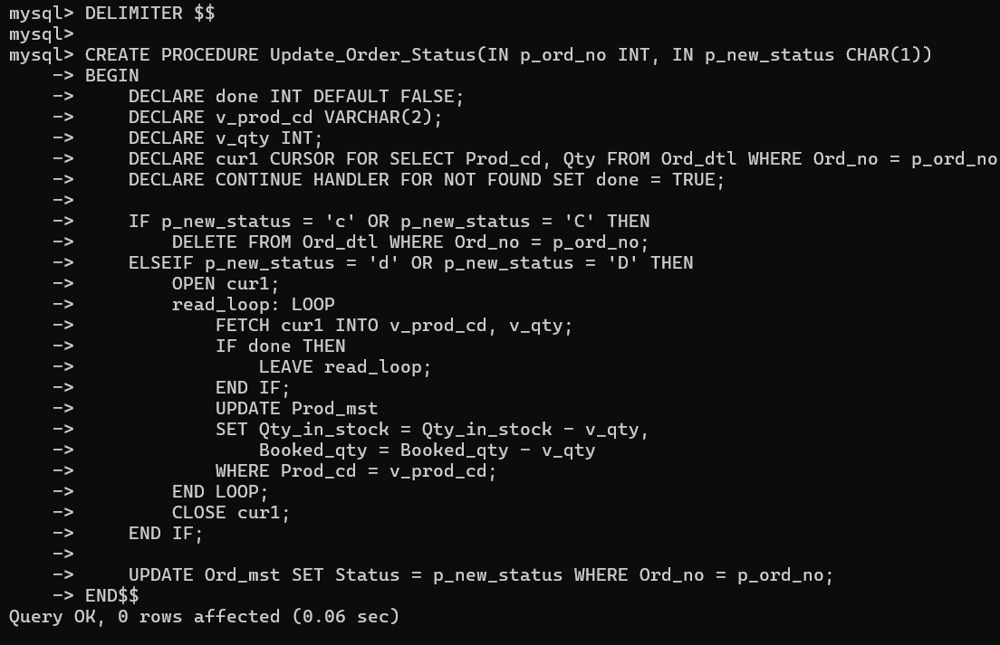 mysql> DELIMITER $$
mysql>
mysql> CREATE PROCEDURE Update_Order_Status(IN p_ord_no INT, IN p_new_status CHAR(1))
    -> BEGIN
    ->     DECLARE done INT DEFAULT FALSE;
    ->     DECLARE v_prod_cd VARCHAR(2);
    ->     DECLARE v_qty INT;
    ->     DECLARE cur1 CURSOR FOR SELECT Prod_cd, Qty FROM Ord_dtl WHERE Ord_no = p_ord_no
    ->     DECLARE CONTINUE HANDLER FOR NOT FOUND SET done = TRUE;
    ->
    ->     IF p_new_status = 'c' OR p_new_status = 'C' THEN
    ->         DELETE FROM Ord_dtl WHERE Ord_no = p_ord_no;
    ->     ELSEIF p_new_status = 'd' OR p_new_status = 'D' THEN
    ->         OPEN cur1;
    ->         read_loop: LOOP
    ->             FETCH cur1 INTO v_prod_cd, v_qty;
    ->             IF done THEN
    ->                 LEAVE read_loop;
    ->             END IF;
    ->             UPDATE Prod_mst
    ->             SET Qty_in_stock = Qty_in_stock - v_qty,
    ->                 Booked_qty = Booked_qty - v_qty
    ->             WHERE Prod_cd = v_prod_cd;
    ->         END LOOP;
    ->         CLOSE cur1;
    ->     END IF;
    ->
    ->     UPDATE Ord_mst SET Status = p_new_status WHERE Ord_no = p_ord_no;
    -> END$$
Query OK, 0 rows affected (0.06 sec)